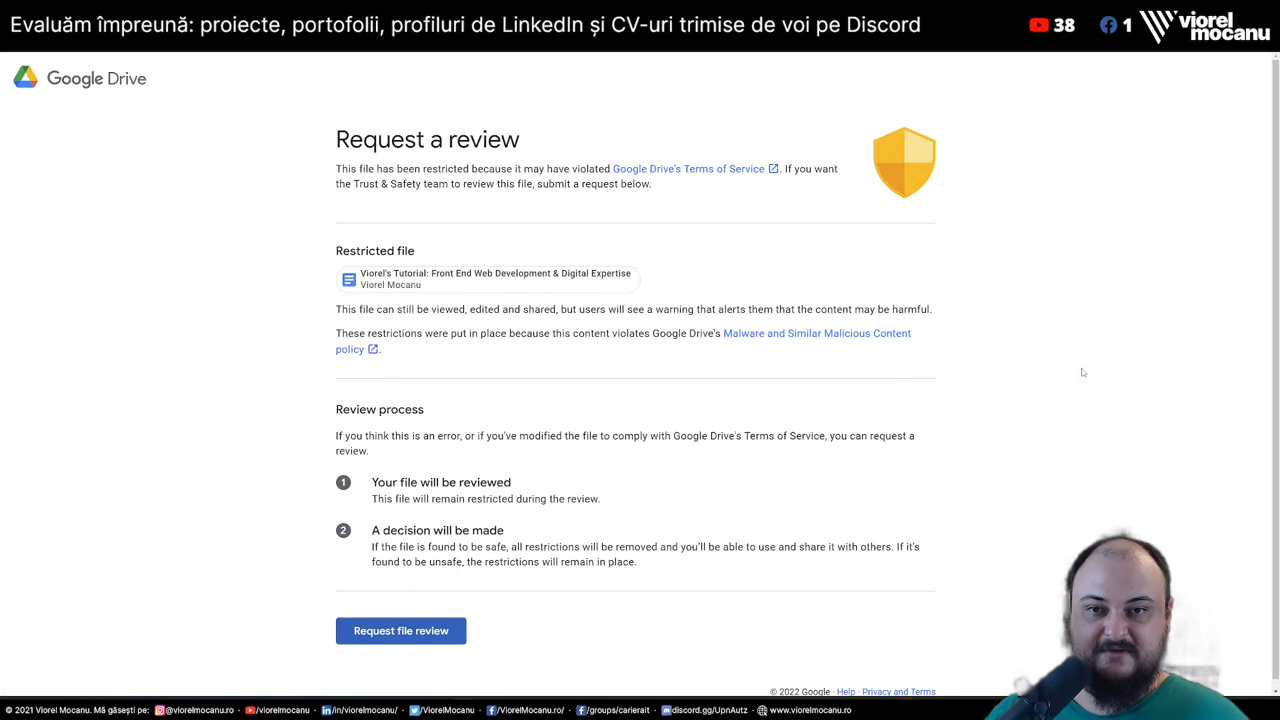 Evaluăm împreună: proiecte, portofolii, profiluri de LinkedIn și CV-uri trimise de voi pe Discord
38
1
viorel
mocanu
Google Drive
Request a review
This file has been restricted because it may have violated Google Drive's Terms of Service. If you want
the Trust & Safety team to review this file, submit a request below.
Restricted file
Viorel's Tutorial: Front End Web Development & Digital Expertise
Viorel Mocanu
This file can still be viewed, edited and shared, but users will see a warning that alerts them that the content may be harmful.
These restrictions were put in place because this content violates Google Drive's Malware and Similar Malicious Content
policy.
Review process
If you think this is an error, or if you've modified the file to comply with Google Drive's Terms of Service, you can request a
review.
1 Your file will be reviewed
This file will remain restricted during the review.
2 A decision will be made
If the file is found to be safe, all restrictions will be removed and you'll be able to use and share it with others. If it's
found to be unsafe, the restrictions will remain in place.
Request file review
© 2022 Google · Help · Privacy and Terms
© 2021 Viorel Mocanu. Mă găsești pe: @viorelmocanu /viorelmocanu /in/viorelmocanu/ /ViorelMocanu /ViorelMocanu.ro/ /groups/carierait/ discord.gg/UpnAutz www.viorelmocanu.ro